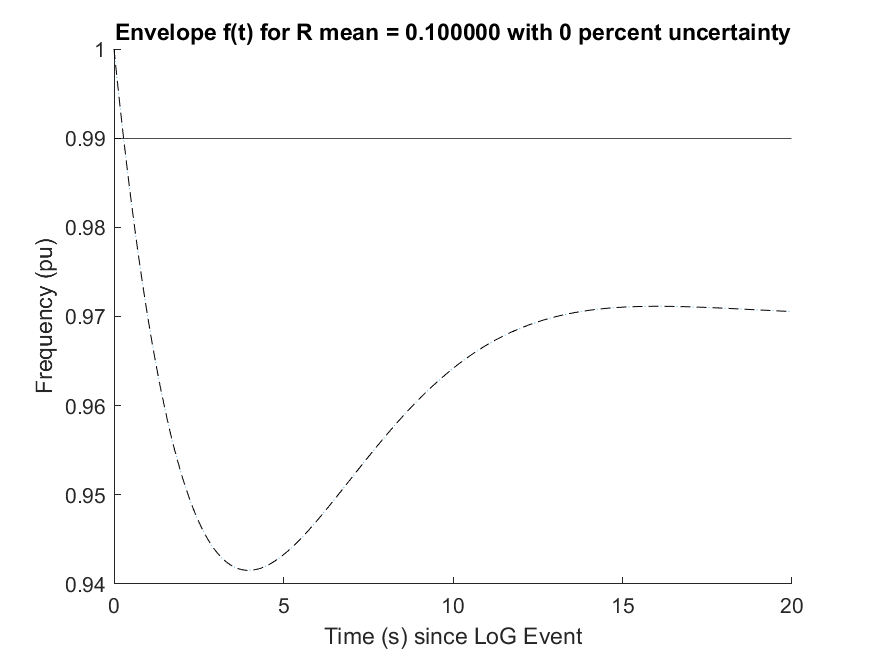 Envelope f(t) for R mean = 0.100000 with 0 percent uncertainty
1
0.99
0.98
0.97
0.96
0.95
0.94
Frequency (pu)
0 5 10 15 20
Time (s) since LoG Event